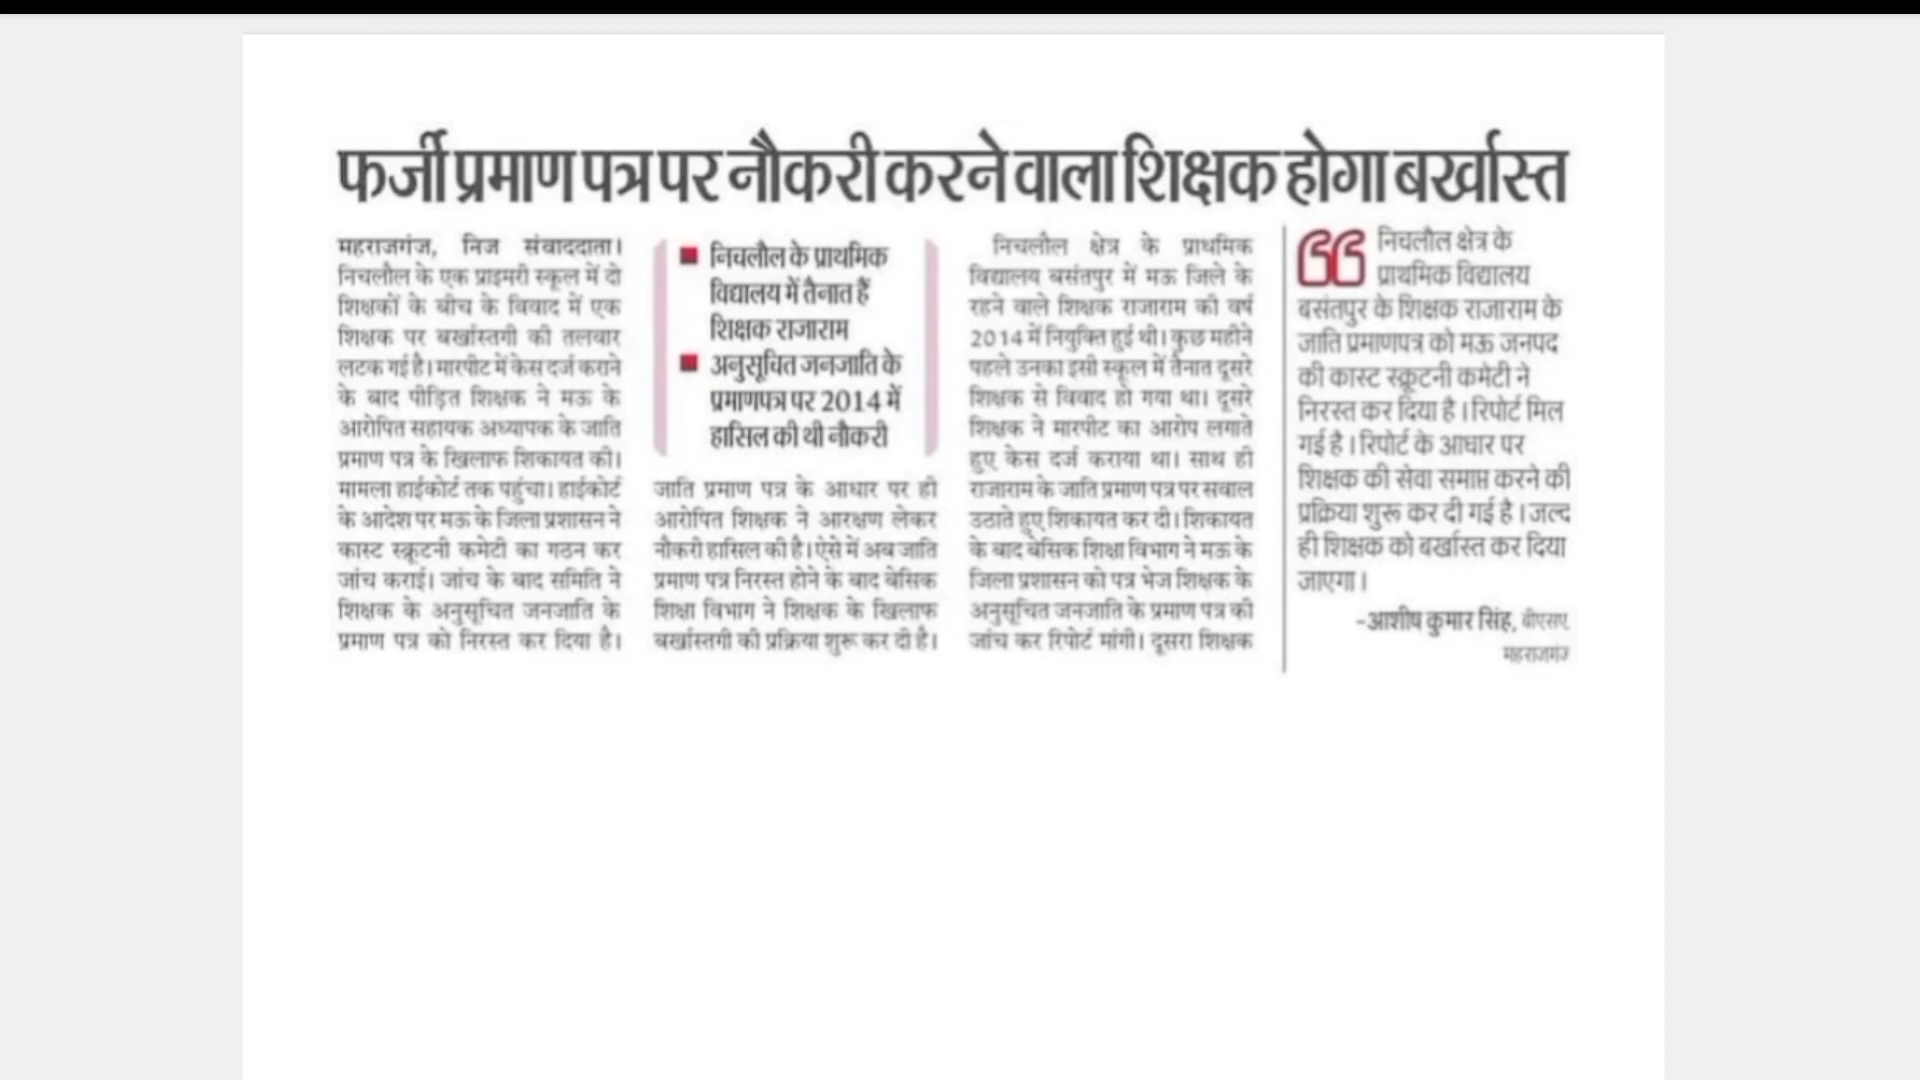 फर्जी प्रमाण पत्र पर नौकरी करने वाला शिक्षक होगा बर्खास्त
महराजगंज, निज संवाददाता।
निचलौल के एक प्राइमरी स्कूल में दो
शिक्षकों के बीच के विवाद में एक
शिक्षक पर बर्खास्तगी की तलवार
लटक गई है। मारपीट में केस दर्ज कराने
के बाद पीड़ित शिक्षक ने मऊ के
आरोपित सहायक अध्यापक के जाति
प्रमाण पत्र के खिलाफ शिकायत की।
मामला हाईकोर्ट तक पहुंचा। हाईकोर्ट
के आदेश पर मऊ के जिला प्रशासन ने
कास्ट स्क्रूटनी कमेटी का गठन कर
जांच कराई। जांच के बाद समिति ने
शिक्षक के अनुसूचित जनजाति के
प्रमाण पत्र को निरस्त कर दिया है।
निचलौल के प्राथमिक
विद्यालय में तैनात हैं
शिक्षक राजाराम
अनुसूचित जनजाति के
प्रमाणपत्र पर 2014 में
हासिल की थी नौकरी
जाति प्रमाण पत्र के आधार पर ही
आरोपित शिक्षक ने आरक्षण लेकर
नौकरी हासिल की है। ऐसे में अब जाति
प्रमाण पत्र निरस्त होने के बाद बेसिक
शिक्षा विभाग ने शिक्षक के खिलाफ
बर्खास्तगी की प्रक्रिया शुरू कर दी है।
निचलौल क्षेत्र के प्राथमिक
विद्यालय बसंतपुर में मऊ जिले के
रहने वाले शिक्षक राजाराम की वर्ष
2014 में नियुक्ति हुई थी। कुछ महीने
पहले उनका इसी स्कूल में तैनात दूसरे
शिक्षक से विवाद हो गया था। दूसरे
शिक्षक ने मारपीट का आरोप लगाते
हुए केस दर्ज कराया था। साथ ही
राजाराम के जाति प्रमाण पत्र पर सवाल
उठाते हुए शिकायत कर दी। शिकायत
के बाद बेसिक शिक्षा विभाग ने मऊ के
जिला प्रशासन को पत्र भेज शिक्षक के
अनुसूचित जनजाति के प्रमाण पत्र की
जांच कर रिपोर्ट मांगी। दूसरा शिक्षक
निचलौल क्षेत्र के
प्राथमिक विद्यालय
बसंतपुर के शिक्षक राजाराम के
जाति प्रमाणपत्र को मऊ जनपद
की कास्ट स्क्रूटनी कमेटी ने
निरस्त कर दिया है। रिपोर्ट मिल
गई है। रिपोर्ट के आधार पर
शिक्षक की सेवा समाप्त करने की
प्रक्रिया शुरू कर दी गई है। जल्द
ही शिक्षक को बर्खास्त कर दिया
जाएगा।
-आशीष कुमार सिंह, बीएसए
महराजगंज